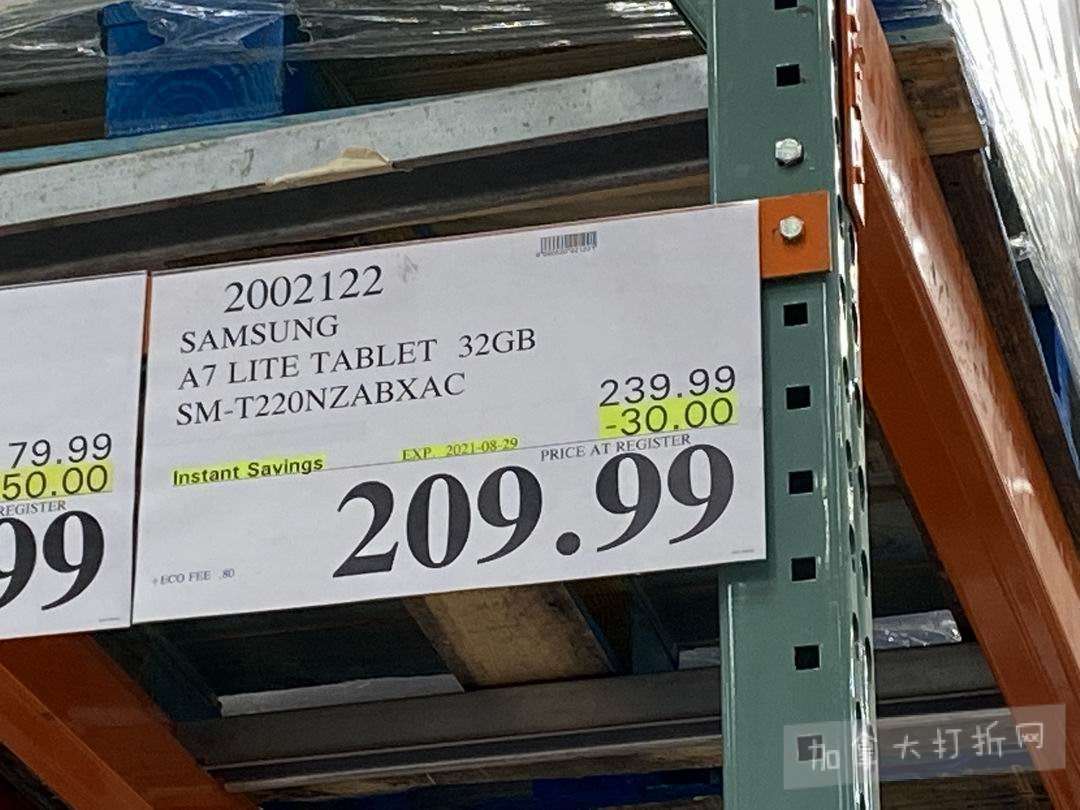 79.99
50.00
REGISTER
99
2002122
SAMSUNG
A7 LITE TABLET 32GB
SM-T220NZABXAC
239.99
-30.00
Instant Savings
EXP. 2021-08-29
PRICE AT REGISTER
209.99
+ECO FEE .80
加拿大打折网